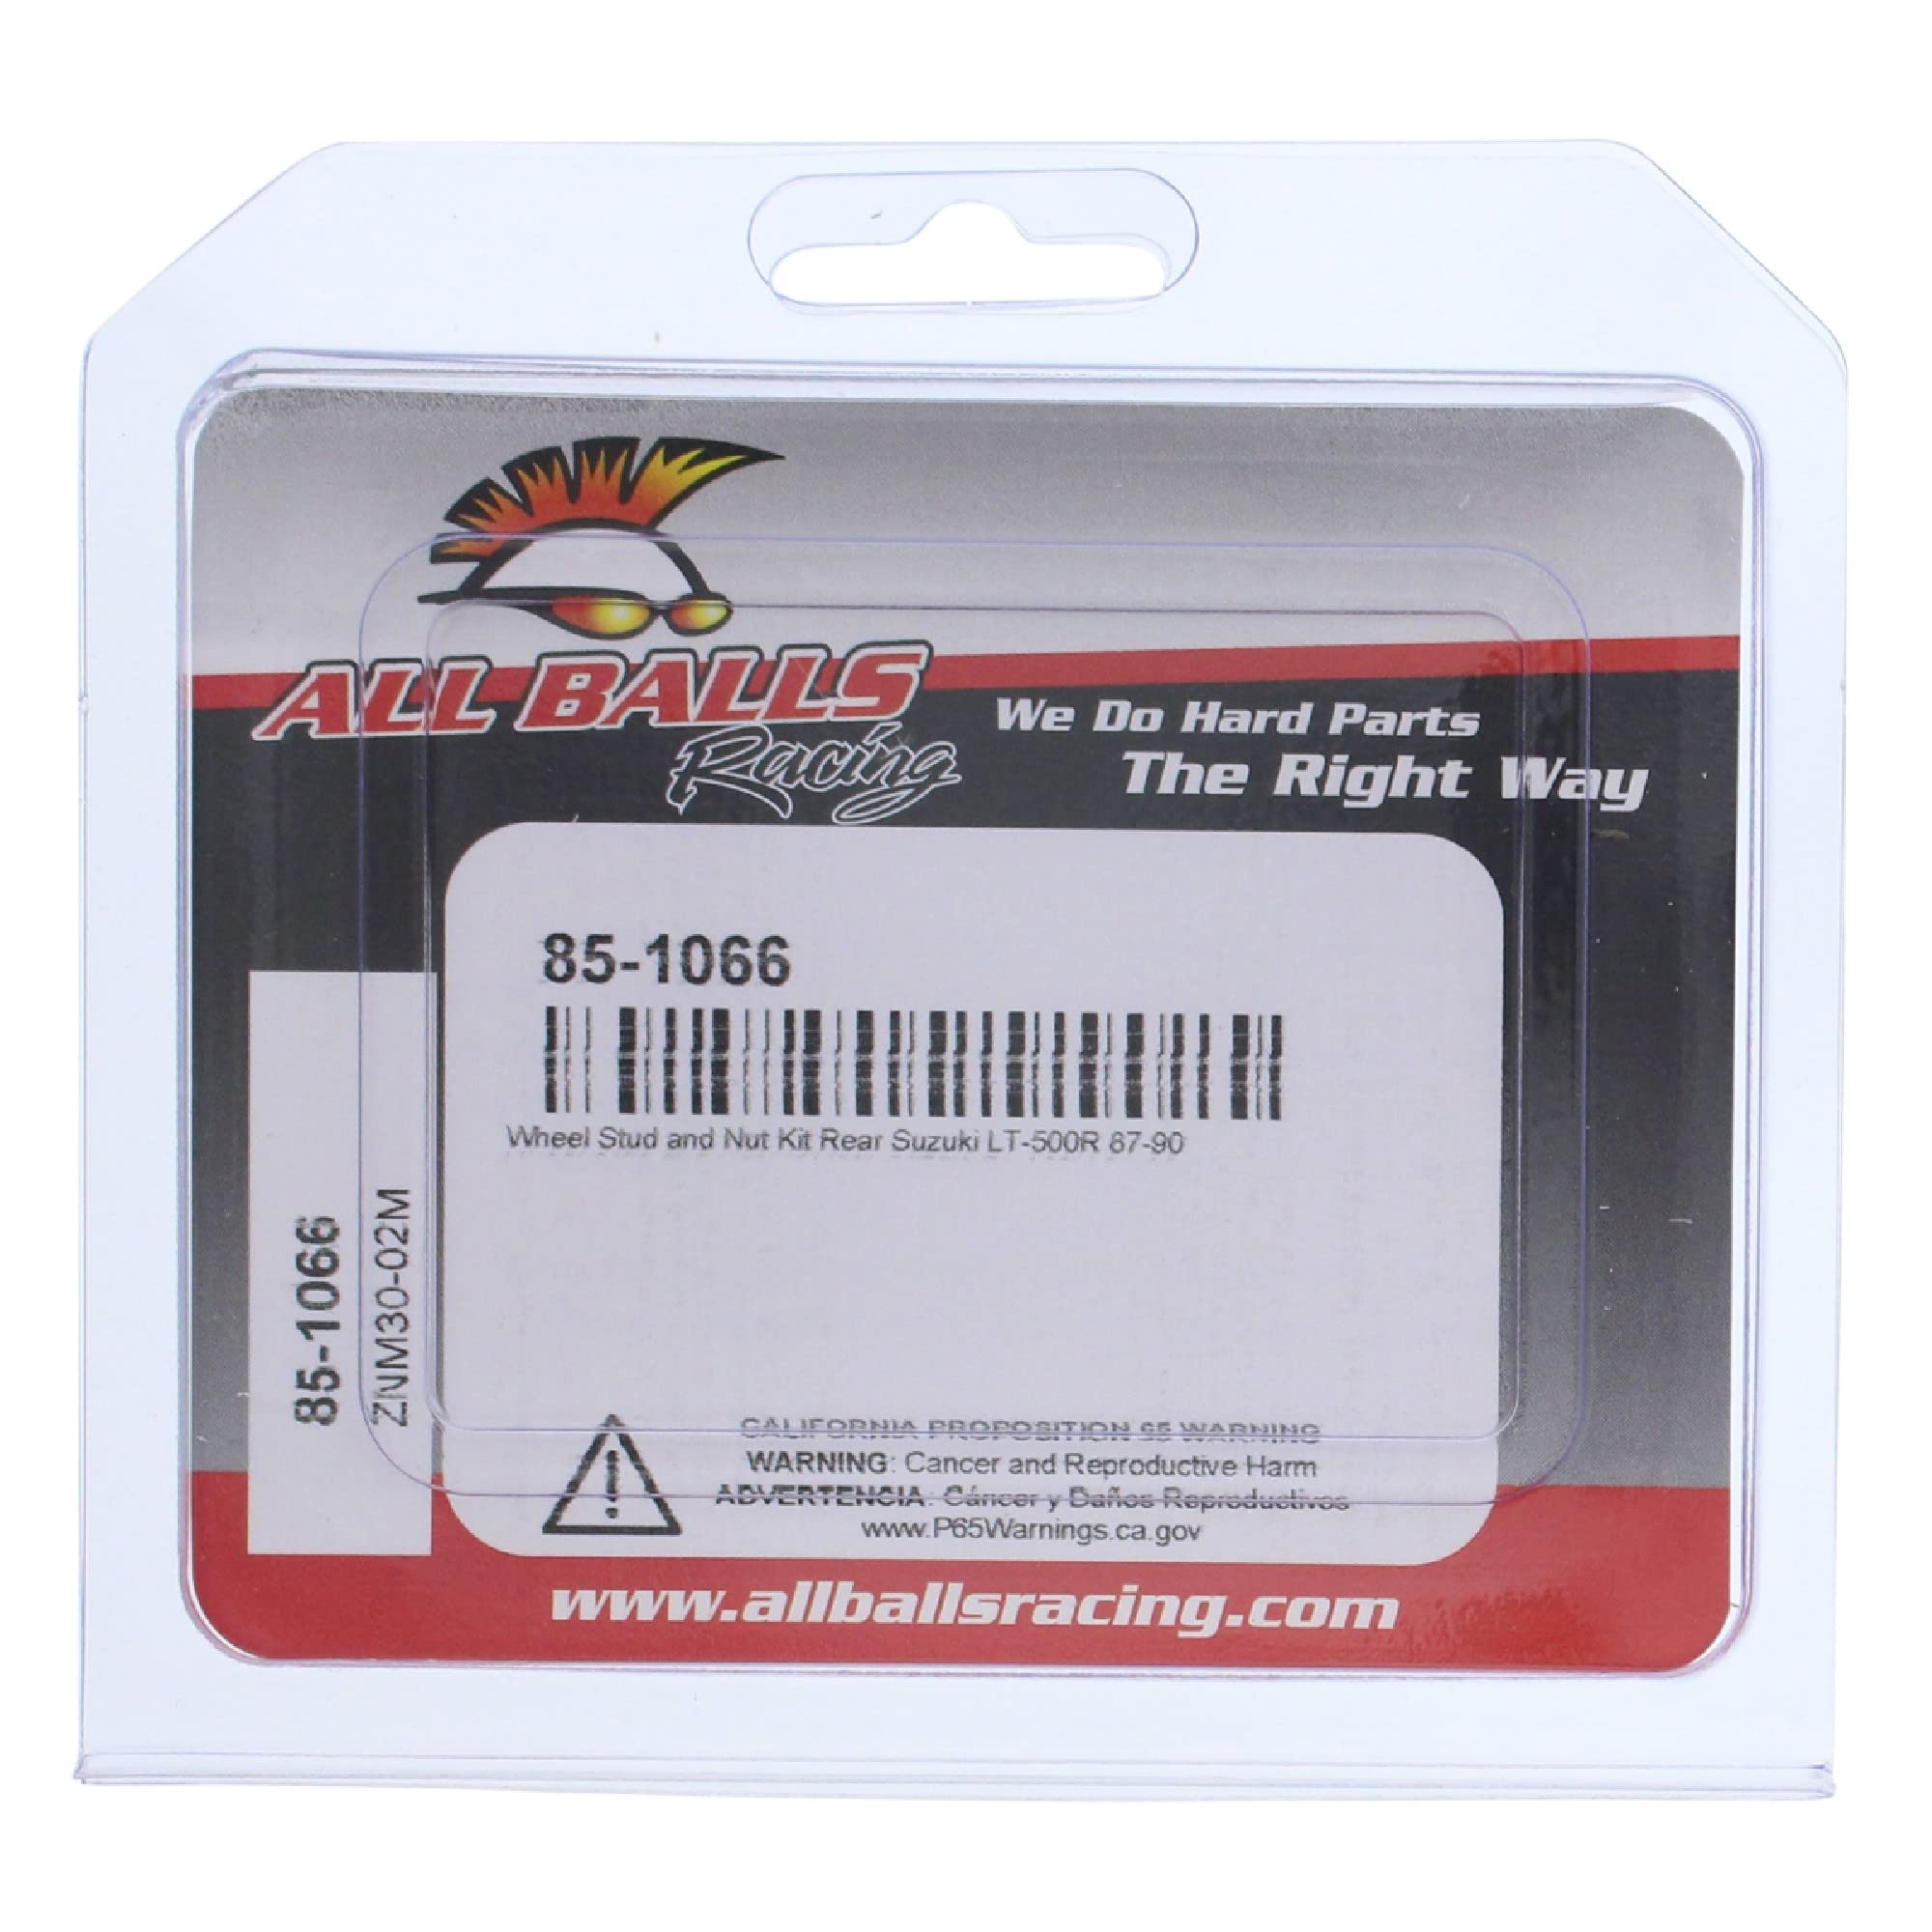 ALL BALLS
Racing
We Do Hard Parts
The Right Way
85-1066
Wheel Stud and Nut Kit Rear Suzuki LT-500R 87-90
85-1066
ZNM30-02M
CALIFORNIA PROPOSITION 65 WARNING
WARNING: Cancer and Reproductive Harm
ADVERTENCIA: Cáncer y Daños Reproductivos
www.P65Warnings.ca.gov
www.allballsracing.com